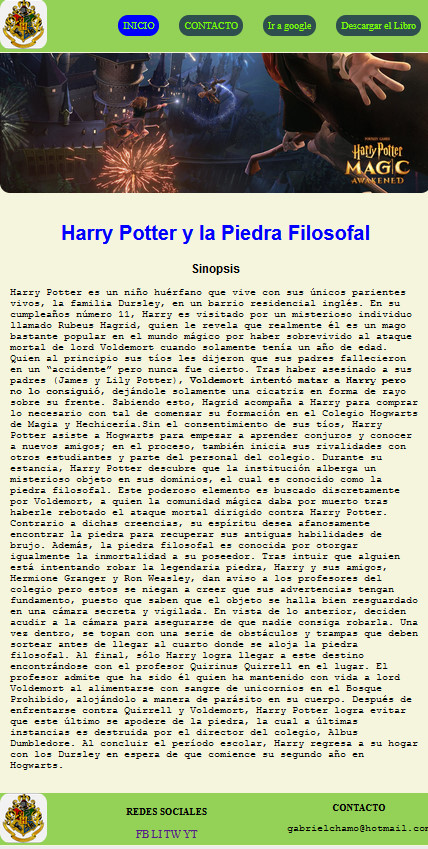 INICIO CONTACTO Ir a google Descargar el Libro
Harry Potter
MAGIC
AWAKENED
Harry Potter y la Piedra Filosofal
Sinopsis
Harry Potter es un niño huérfano que vive con sus únicos parientes
vivos, la familia Dursley, en un barrio residencial inglés. En su
cumpleaños número 11, Harry es visitado por un misterioso individuo
llamado Rubeus Hagrid, quien le revela que realmente él es un mago
bastante popular en el mundo mágico por haber sobrevivido al ataque
mortal de lord Voldemort cuando solamente tenía un año de edad.
Quien al principio sus tíos les dijeron que sus padres fallecieron
en un “accidente” pero nunca fue cierto. Tras haber asesinado a sus
padres (James y Lily Potter), Voldemort intentó matar a Harry pero
no lo consiguió, dejándole solamente una cicatriz en forma de rayo
sobre su frente. Sabiendo esto, Hagrid acompaña a Harry para comprar
lo necesario con tal de comenzar su formación en el Colegio Hogwarts
de Magia y Hechicería.Sin el consentimiento de sus tíos, Harry
Potter asiste a Hogwarts para empezar a aprender conjuros y conocer
a nuevos amigos; en el proceso, también inicia sus rivalidades con
otros estudiantes y parte del personal del colegio. Durante su
estancia, Harry Potter descubre que la institución alberga un
misterioso objeto en sus dominios, el cual es conocido como la
piedra filosofal. Este poderoso elemento es buscado discretamente
por Voldemort, a quien la comunidad mágica daba por muerto tras
haberle rebotado el ataque mortal dirigido contra Harry Potter.
Contrario a dichas creencias, su espíritu desea afanosamente
encontrar la piedra para recuperar sus antiguas habilidades de
brujo. Además, la piedra filosofal es conocida por otorgar
igualmente la inmortalidad a su poseedor. Tras intuir que alguien
está intentando robar la legendaria piedra, Harry y sus amigos,
Hermione Granger y Ron Weasley, dan aviso a los profesores del
colegio pero estos se niegan a creer que sus advertencias tengan
fundamento, puesto que saben que el objeto se halla bien resguardado
en una cámara secreta y vigilada. En vista de lo anterior, deciden
acudir a la cámara para asegurarse de que nadie consiga robarla. Una
vez dentro, se topan con una serie de obstáculos y trampas que deben
sortear antes de llegar al cuarto donde se aloja la piedra
filosofal. Al final, sólo Harry logra llegar a este destino
encontrándose con el profesor Quirinus Quirrell en el lugar. El
profesor admite que ha sido él quien ha mantenido con vida a lord
Voldemort al alimentarse con sangre de unicornios en el Bosque
Prohibido, alojándolo a manera de parásito en su cuerpo. Después de
enfrentarse contra Quirrell y Voldemort, Harry Potter logra evitar
que este último se apodere de la piedra, la cual a últimas
instancias es destruida por el director del colegio, Albus
Dumbledore. Al concluir el período escolar, Harry regresa a su hogar
con los Dursley en espera de que comience su segundo año en
Hogwarts.
REDES SOCIALES
FB LI TW YT
CONTACTO
gabrielchamo@hotmail.com